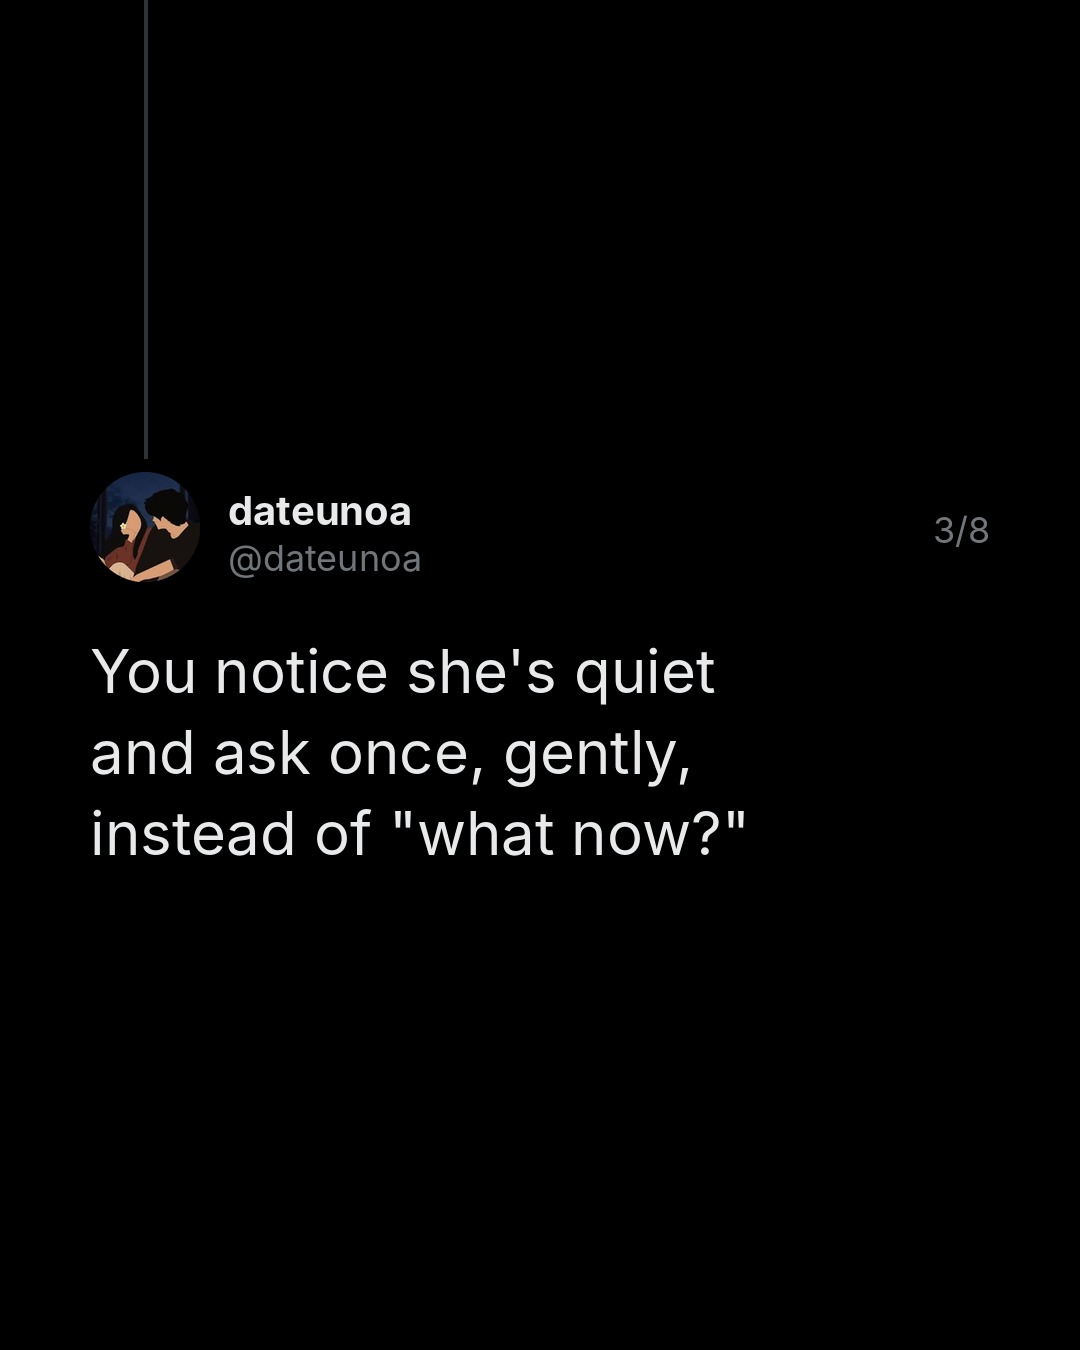 dateunoa
@dateunoa
3/8
You notice she's quiet
and ask once, gently,
instead of "what now?"